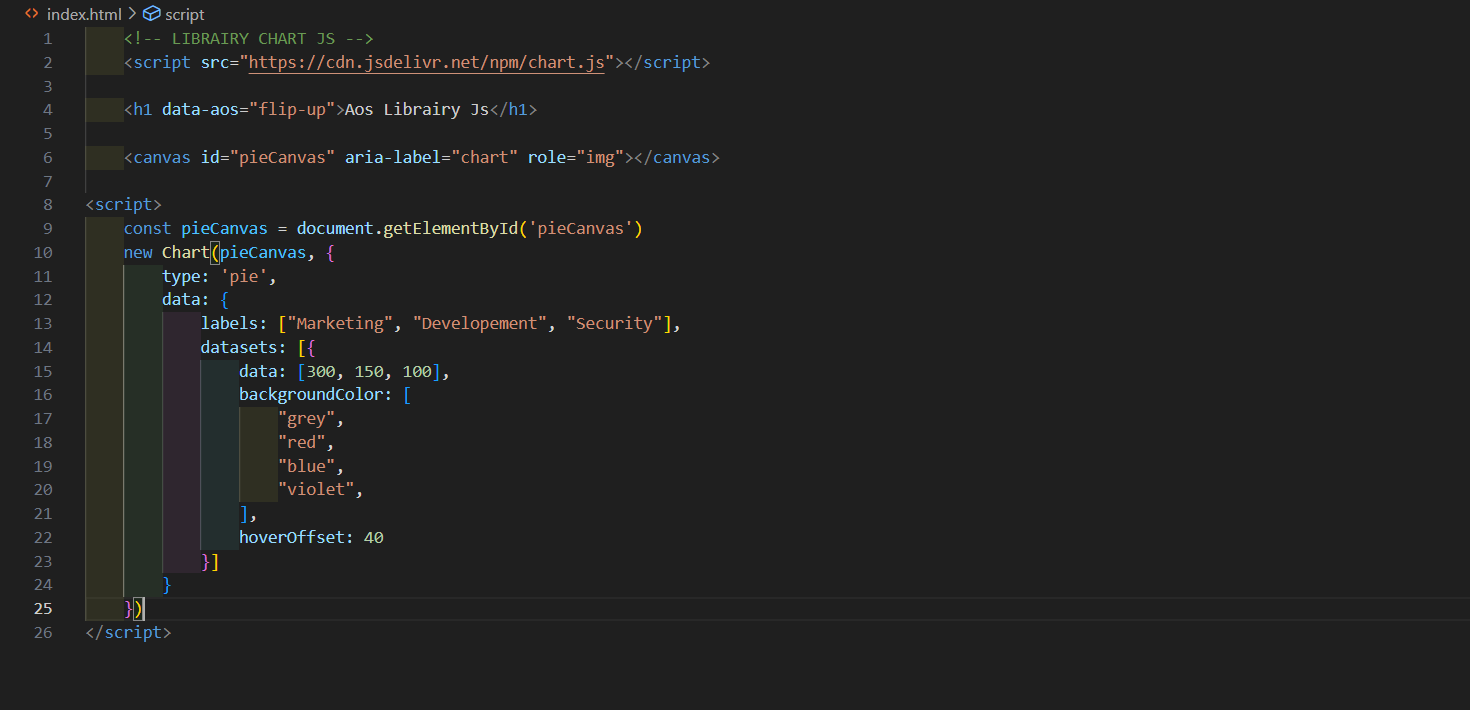 index.html > script
1 <!-- LIBRAIRY CHART JS -->
2 <script src="https://cdn.jsdelivr.net/npm/chart.js"></script>
3
4 <h1 data-aos="flip-up">Aos Librairy Js</h1>
5
6 <canvas id="pieCanvas" aria-label="chart" role="img"></canvas>
7
8 <script>
9 const pieCanvas = document.getElementById('pieCanvas')
10 new Chart(pieCanvas, {
11 type: 'pie',
12 data: {
13 labels: ["Marketing", "Developement", "Security"],
14 datasets: [{
15 data: [300, 150, 100],
16 backgroundColor: [
17 "grey",
18 "red",
19 "blue",
20 "violet",
21 ],
22 hoverOffset: 40
23 }]
24 }
25 })
26 </script>